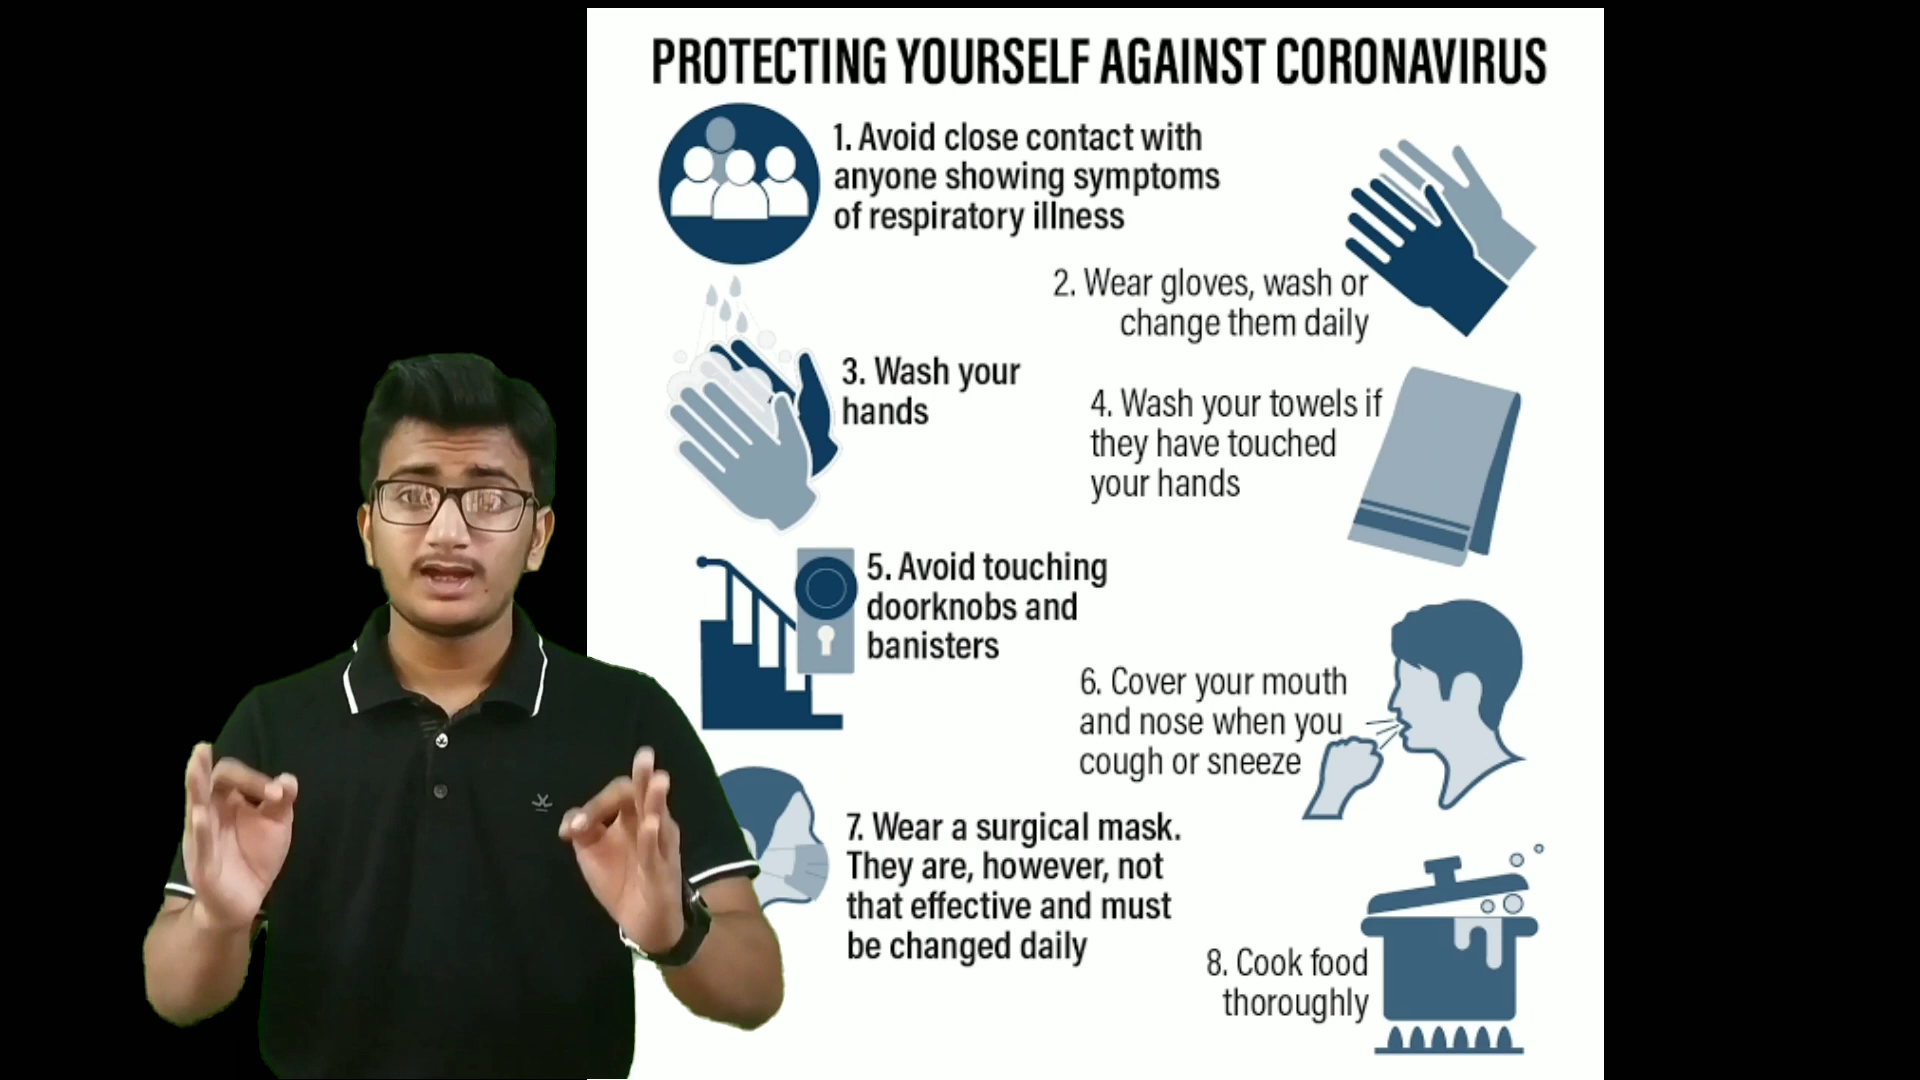 PROTECTING YOURSELF AGAINST CORONAVIRUS
1. Avoid close contact with
anyone showing symptoms
of respiratory illness
2. Wear gloves, wash or
change them daily
3. Wash your
hands
4. Wash your towels if
they have touched
your hands
5. Avoid touching
doorknobs and
banisters
6. Cover your mouth
and nose when you
cough or sneeze
7. Wear a surgical mask.
They are, however, not
that effective and must
be changed daily
8. Cook food
thoroughly